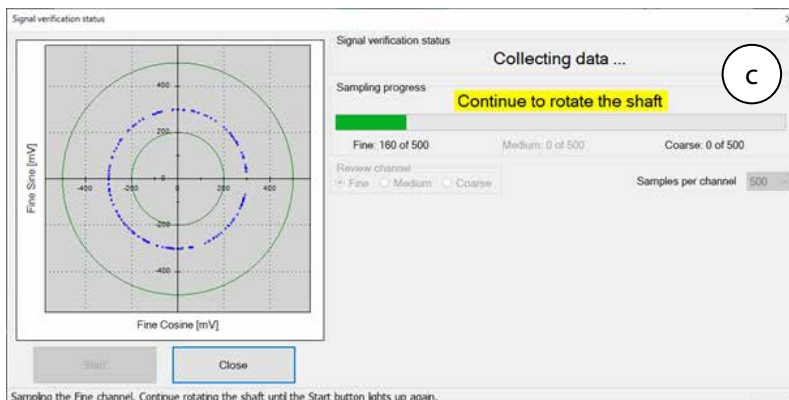 Signal verification status
Signal verification status
Collecting data ...
C
Sampling progress
Continue to rotate the shaft
Fine: 160 of 500 Medium: 0 of 500 Coarse: 0 of 500
Review channel
Fine Medium Coarse
Samples per channel 500
Fine Sine [mV]
400
200
-400 -200 0 200 400
0
-200
-400
Fine Cosine [mV]
Start Close
Sampling the Fine channel. Continue rotating the shaft until the Start button lights up again.